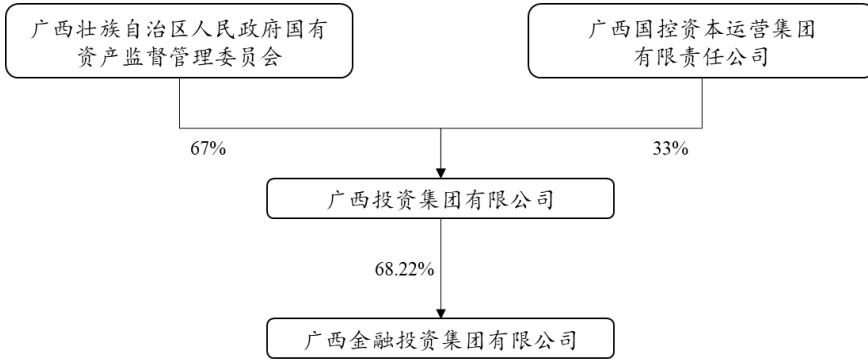 广西壮族自治区人民政府国有
资产监督管理委员会
广西国控资本运营集团
有限责任公司
67%
33%
广西投资集团有限公司
68.22%
广西金融投资集团有限公司